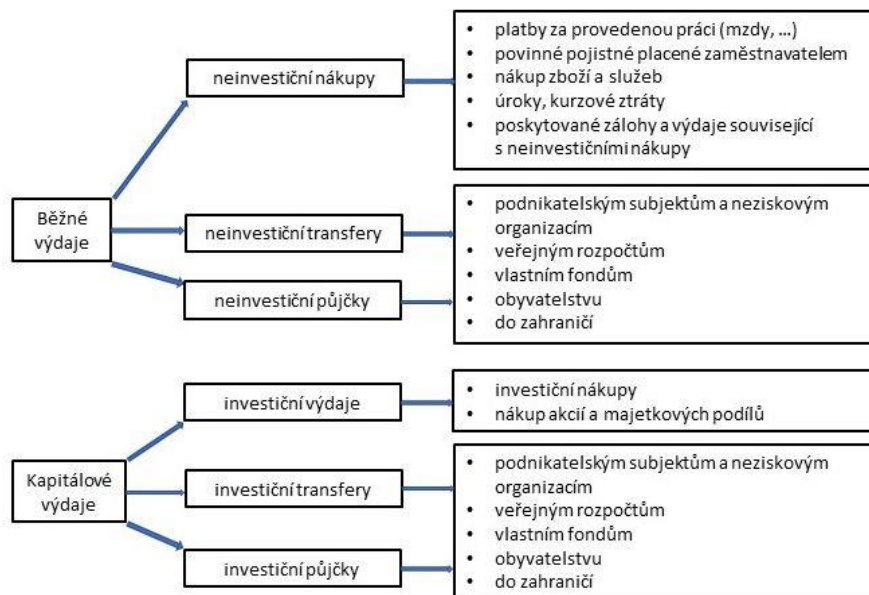 Běžné
výdaje
neinvestiční nákupy
• platby za provedenou práci (mzdy, ...)
• povinné pojistné placené zaměstnavatelem
• nákup zboží a služeb
• úroky, kurzové ztráty
• poskytované zálohy a výdaje související
s neinvestičními nákupy
neinvestiční transfery
neinvestiční půjčky
• podnikatelským subjektům a neziskovým
organizacím
• veřejným rozpočtům
• vlastním fondům
• obyvatelstvu
• do zahraničí
Kapitálové
výdaje
investiční výdaje
• investiční nákupy
• nákup akcií a majetkových podílů
investiční transfery
investiční půjčky
• podnikatelským subjektům a neziskovým
organizacím
• veřejným rozpočtům
• vlastním fondům
• obyvatelstvu
• do zahraničí